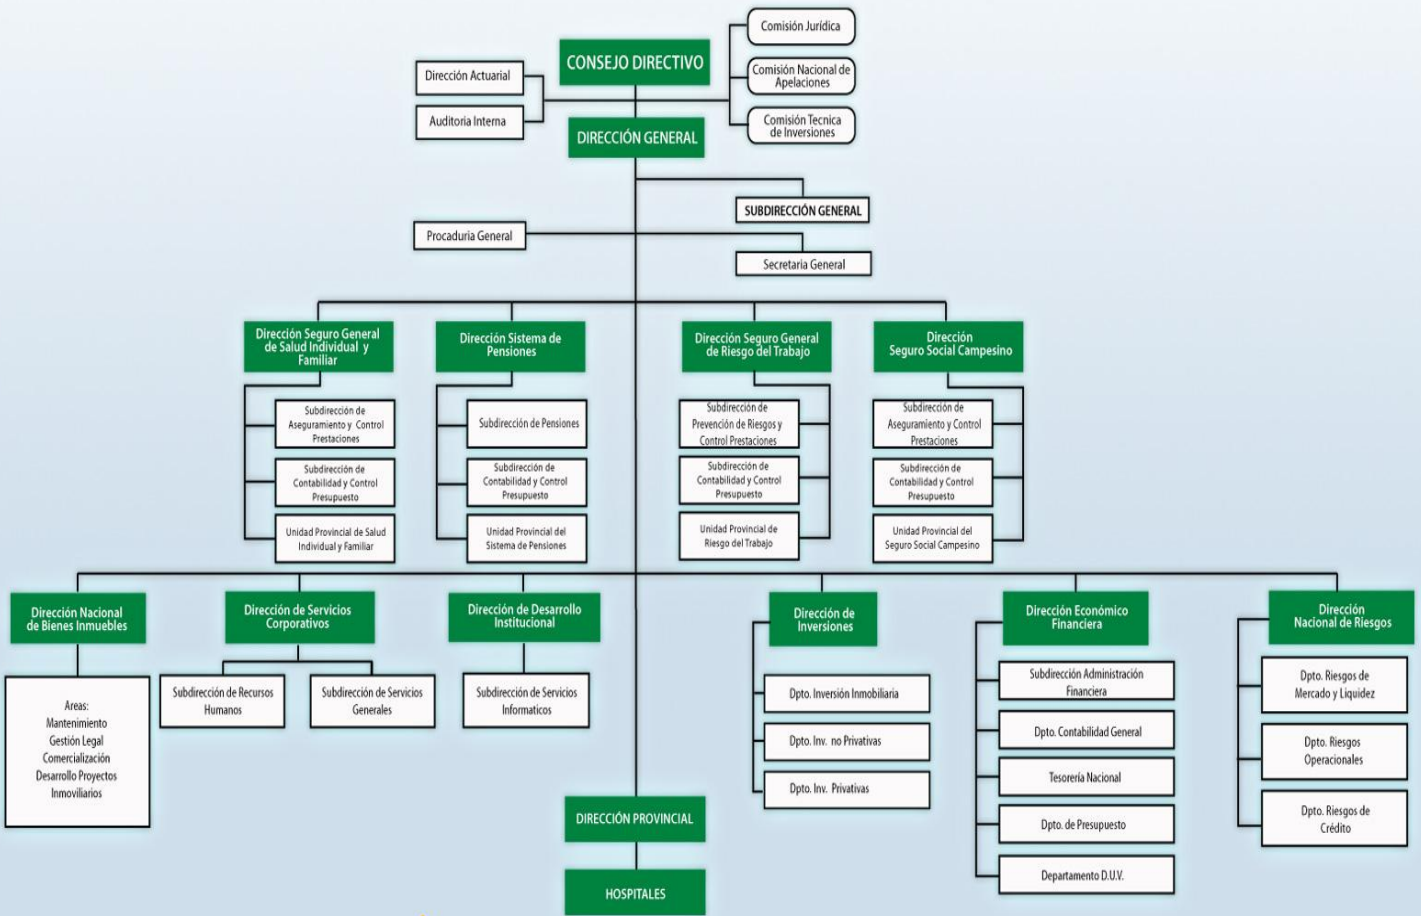 CONSEJO DIRECTIVO
Dirección Actuarial
Auditoria Interna
Comisión Jurídica
Comisión Nacional de
Apelaciones
Comisión Tecnica
de Inversiones
DIRECCIÓN GENERAL
SUBDIRECCIÓN GENERAL
Procaduria General
Secretaria General
Dirección Seguro General
de Salud Individual y
Familiar
Subdirección de
Aseguramiento y Control
Prestaciones
Subdirección de
Contabilidad y Control
Presupuesto
Unidad Provincial de Salud
Individual y Familiar
Dirección Sistema de
Pensiones
Subdirección de Pensiones
Subdirección de
Contabilidad y Control
Presupuesto
Unidad Provincial del
Sistema de Pensiones
Dirección Seguro General
de Riesgo del Trabajo
Subdirección de
Prevención de Riesgos y
Control Prestaciones
Subdirección de
Contabilidad y Control
Presupuesto
Unidad Provincial de
Riesgo del Trabajo
Dirección
Seguro Social Campesino
Subdirección de
Aseguramiento y Control
Prestaciones
Subdirección de
Contabilidad y Control
Presupuesto
Unidad Provincial del
Seguro Social Campesino
Dirección Nacional
de Bienes Inmuebles
Areas:
Mantenimiento
Gestión Legal
Comercialización
Desarrollo Proyectos
Inmoviliarios
Dirección de Servicios
Corporativos
Subdirección de Recursos
Humanos
Subdirección de Servicios
Generales
Dirección de Desarrollo
Institucional
Subdirección de Servicios
Informaticos
Dirección de
Inversiones
Dpto. Inversión Inmobiliaria
Dpto. Inv. no Privativas
Dpto. Inv. Privativas
Dirección Económico
Financiera
Subdirección Administración
Financiera
Dpto. Contabilidad General
Tesorería Nacional
Dpto. de Presupuesto
Departamento D.U.V.
Dirección
Nacional de Riesgos
Dpto. Riesgos de
Mercado y Liquidez
Dpto. Riesgos
Operacionales
Dpto. Riesgos de
Crédito
DIRECCIÓN PROVINCIAL
HOSPITALES